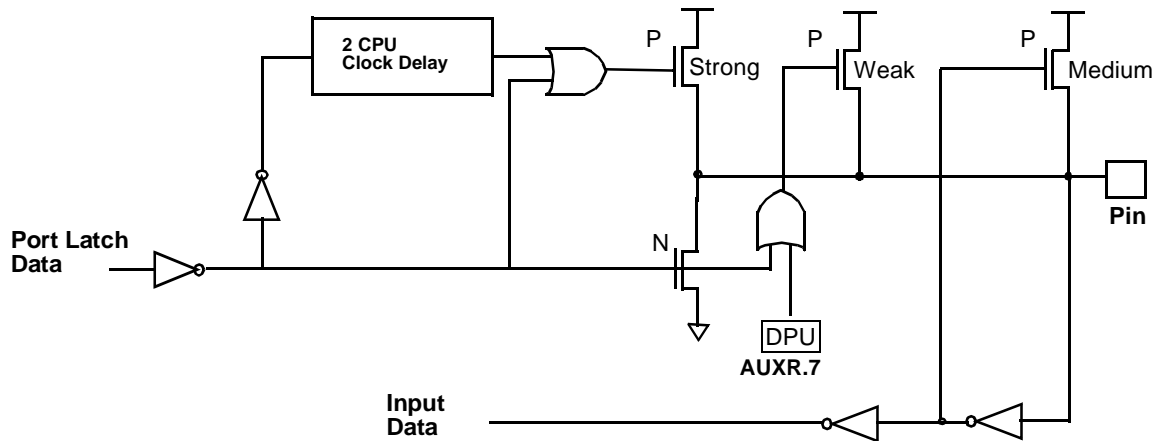 2 CPU
Clock Delay
P
Strong
P
Weak
P
Medium
Pin
Port Latch
Data
N
DPU
AUXR.7
Input
Data